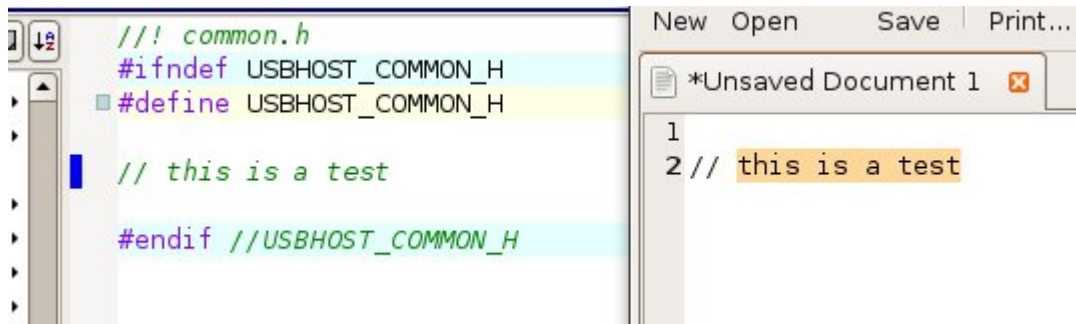 //! common.h
#ifndef USBHOST_COMMON_H
#define USBHOST_COMMON_H
// this is a test
#endif //USBHOST_COMMON_H
New Open Save Print...
*Unsaved Document 1
1
2 // this is a test